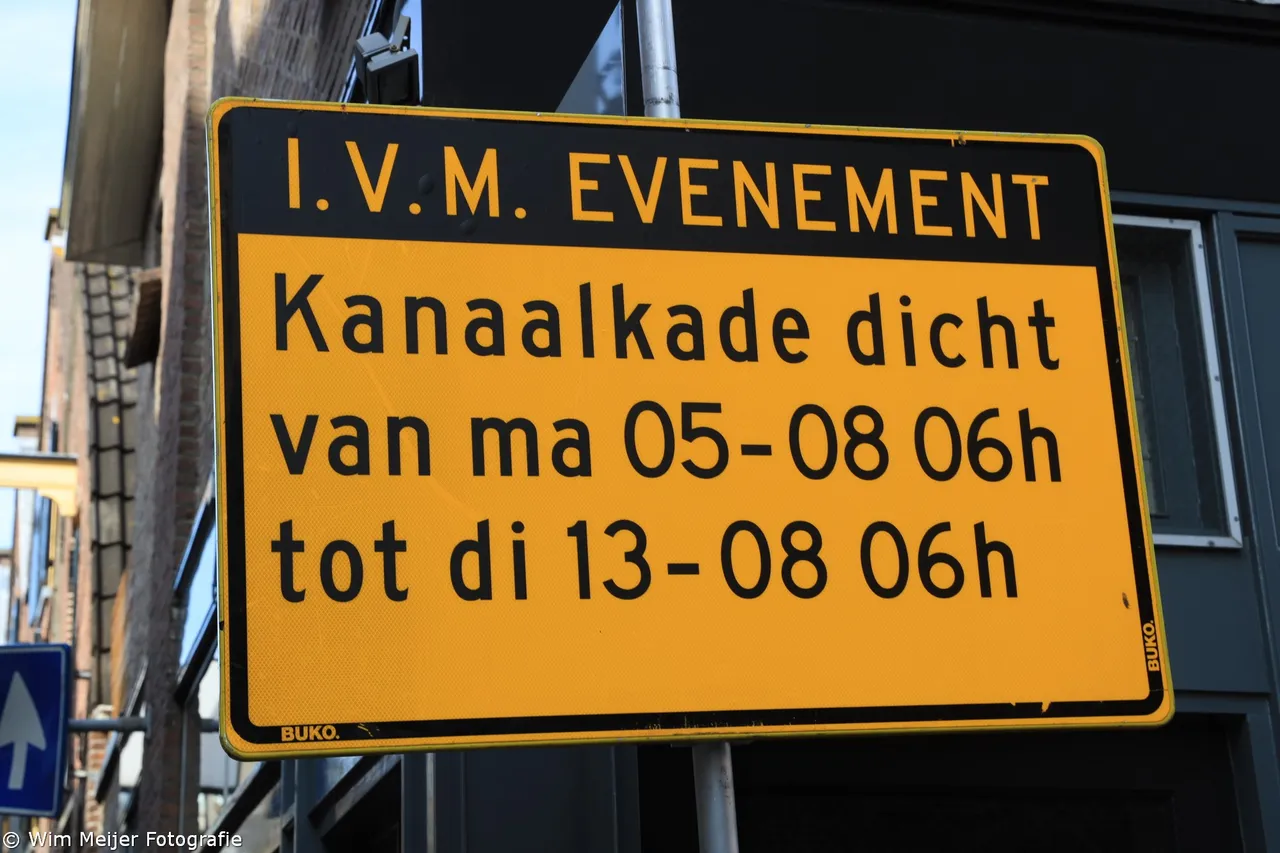 I.V.M. EVENEMENT
Kanaalkade dicht
van ma 05-08 06h
tot di 13-08 06h
BUKO.
BUKO.
© Wim Meijer Fotografie